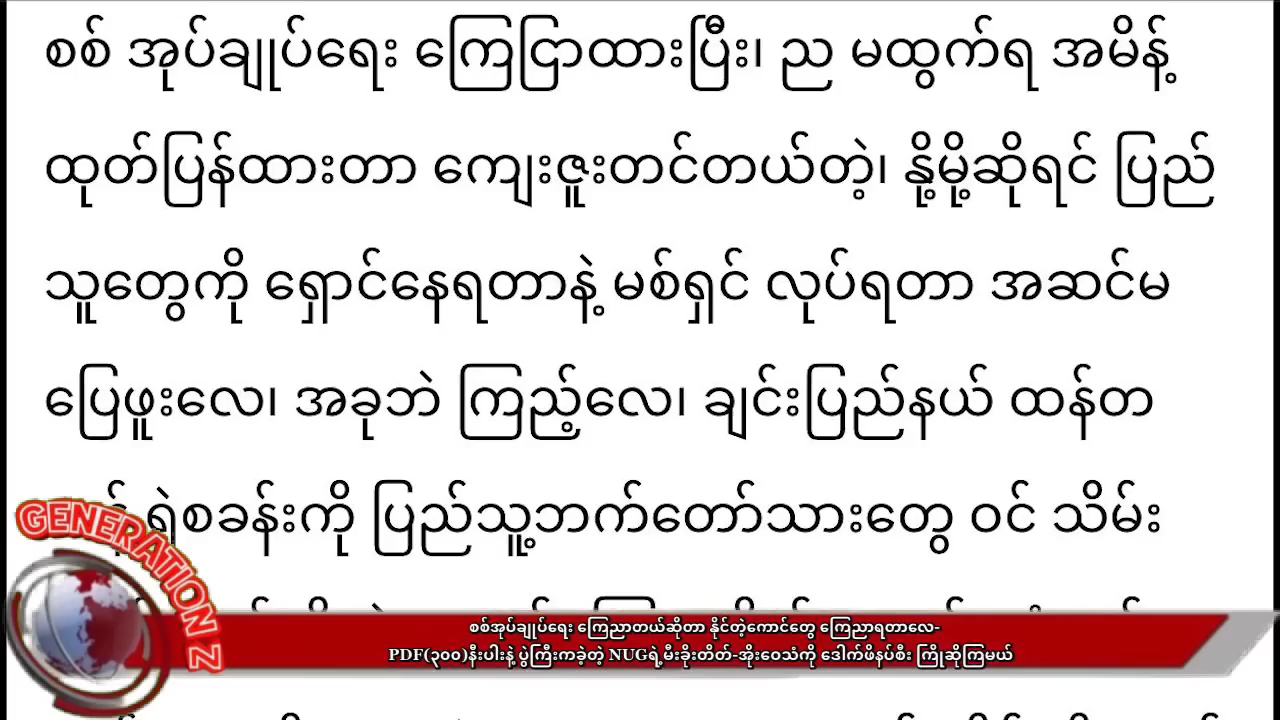 စစ် အုပ်ချုပ်ရေး ကြေငြာထားပြီး၊ ည မထွက်ရ အမိန့်
ထုတ်ပြန်ထားတာ ကျေးဇူးတင်တယ်တဲ့၊ နို့မို့ဆိုရင် ပြည်
သူတွေကို ရှောင်နေရတာနဲ့ မစ်ရှင် လုပ်ရတာ အဆင်မ
ပြေဖူးလေ၊ အခုဘဲ ကြည့်လေ၊ ချင်းပြည်နယ် ထန်တ
ရဲစခန်းကို ပြည်သူ့ဘက်တော်သားတွေ ဝင် သိမ်း
GENERATION Z
စစ်အုပ်ချုပ်ရေး ကြေညာတယ်ဆိုတာ နိုင်တဲ့ကောင်တွေ ကြေညာရတာလေ-
PDF(၃၀၀)နီးပါးနဲ့ ပွဲကြီးကခဲ့တဲ့ NUGရဲ့မီးခိုးတိတ်-အိုးဝေသံကို ဒေါက်ဖိနပ်စီး ကြိုဆိုကြမယ်